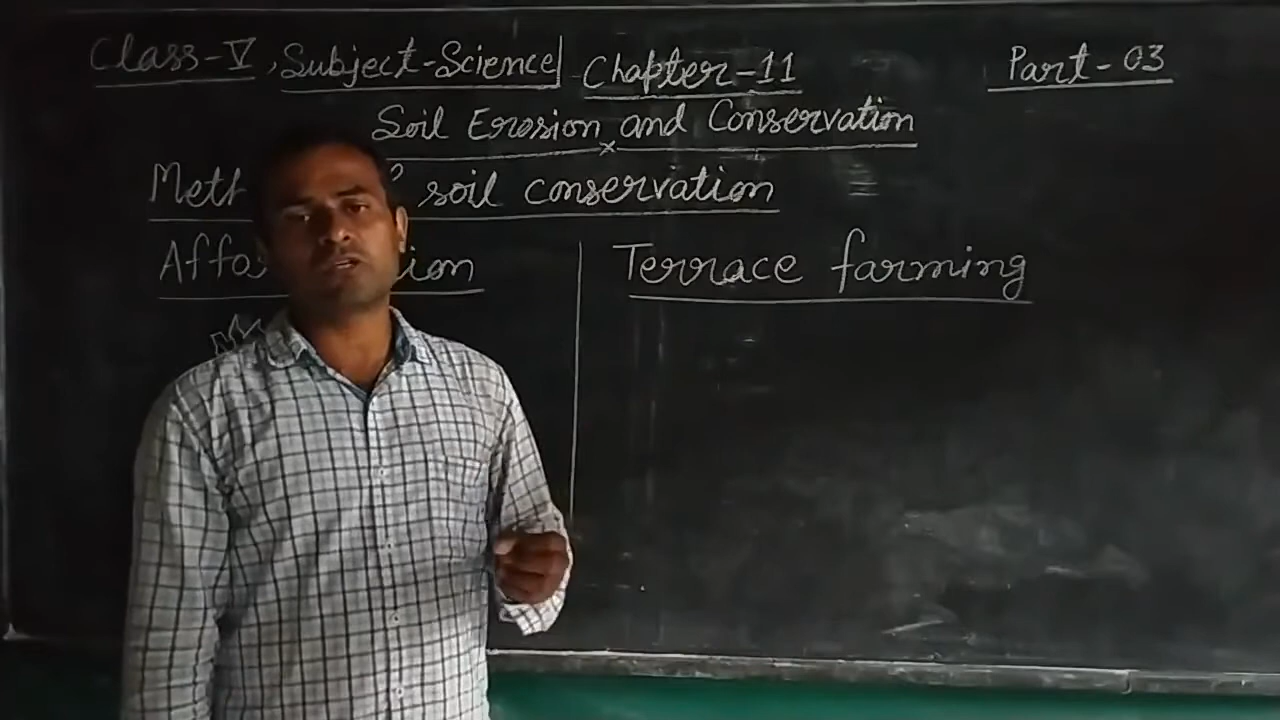 Class-V, Subject-Science Chapter-11 Part-03
Soil Erosion and Conservation
Meth soil conservation
Affo ion Terrace farming